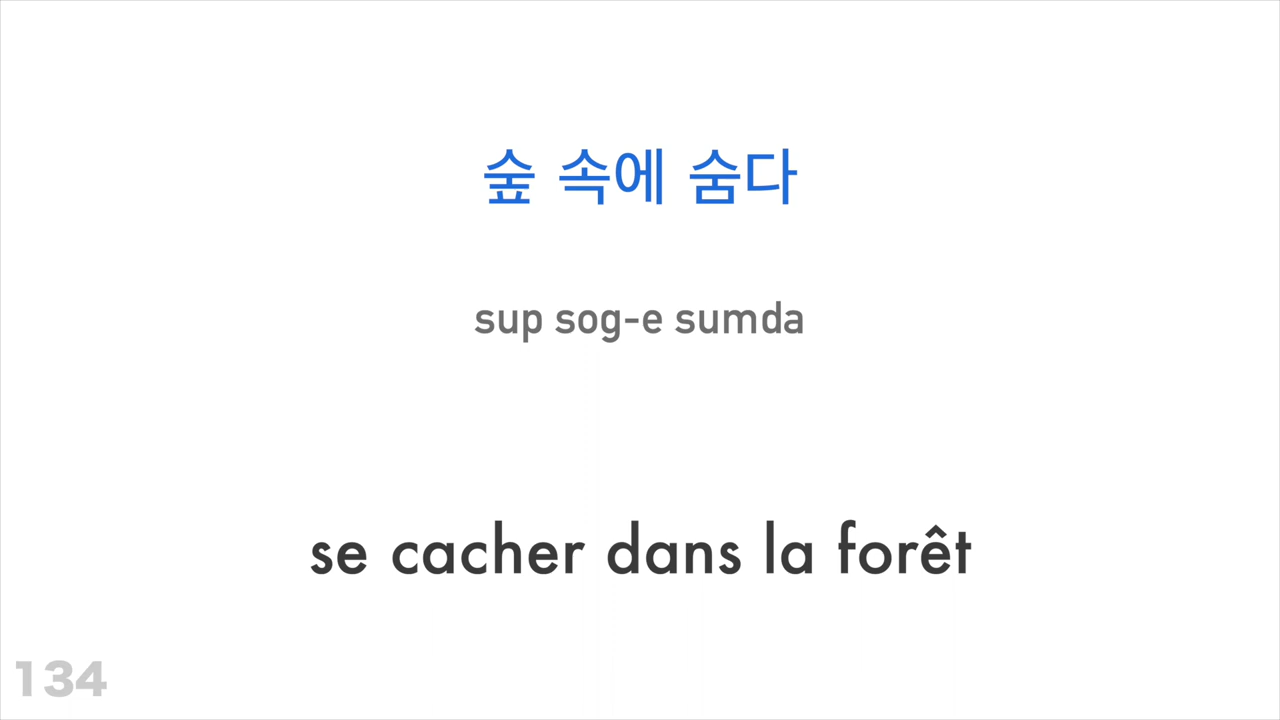 숲 속에 숨다
sup sog-e sumda
se cacher dans la forêt
134